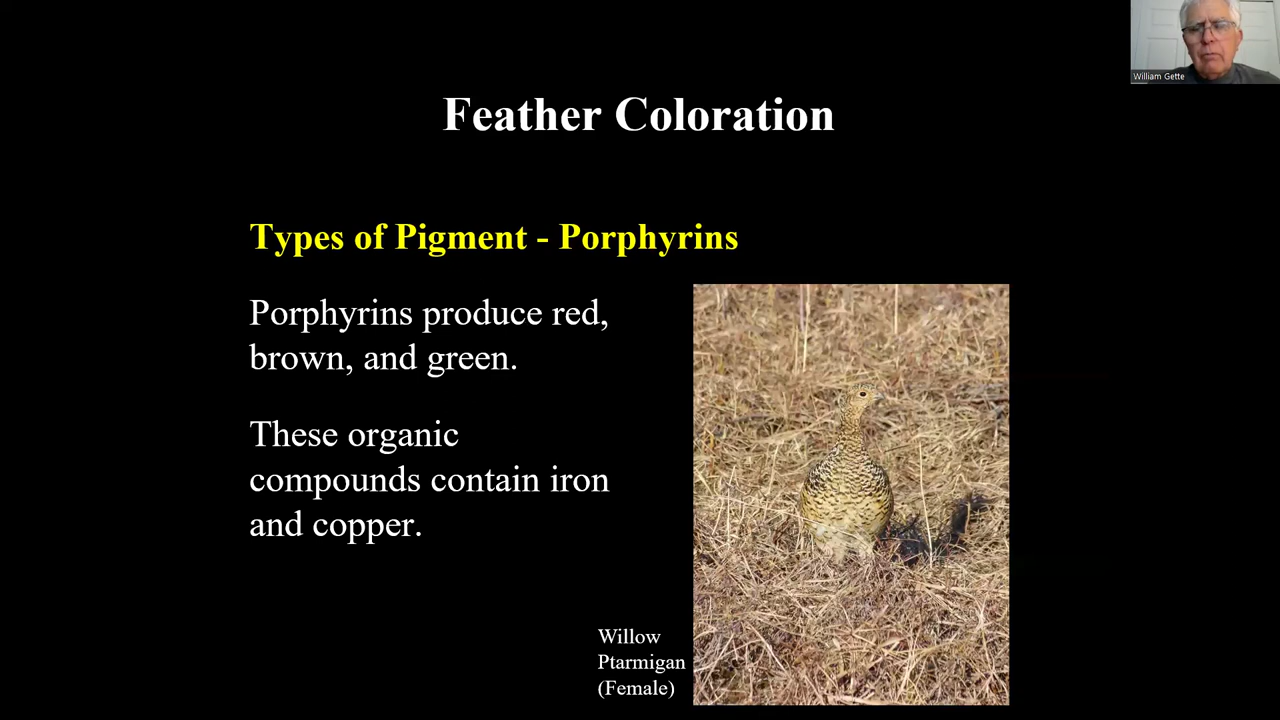 William Gette
Feather Coloration
Types of Pigment - Porphyrins
Porphyrins produce red,
brown, and green.
These organic
compounds contain iron
and copper.
Willow
Ptarmigan
(Female)